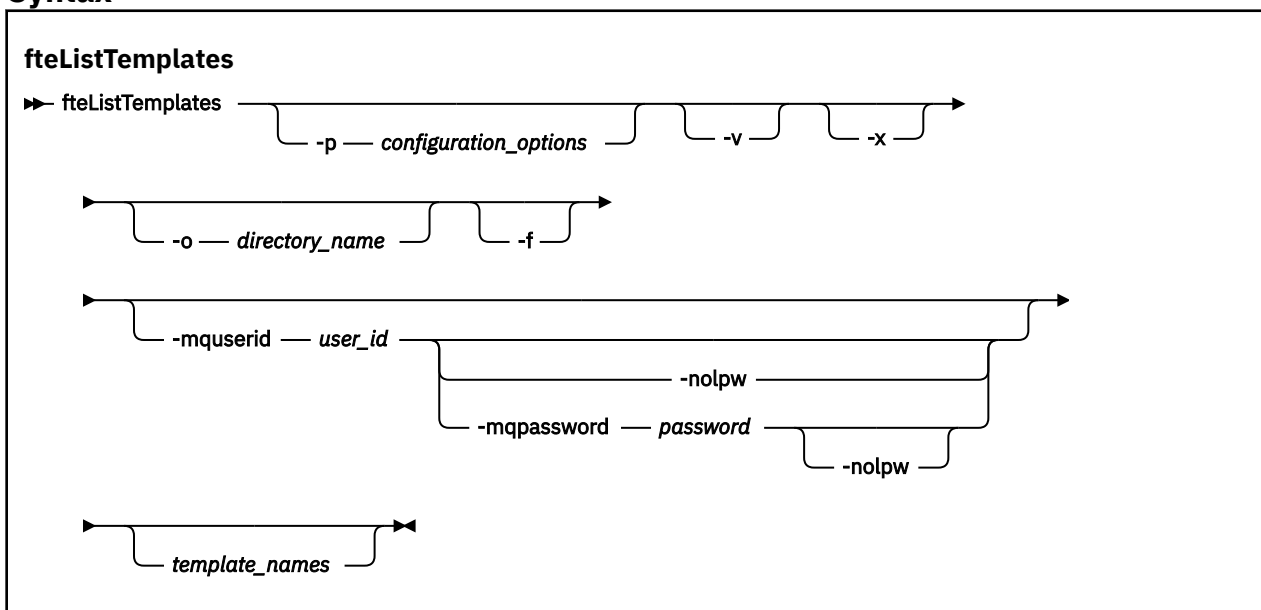 Syntax
fteListTemplates
fteListTemplates
-p configuration_options -v -x
-o directory_name -f
-mquserid user_id
-nolpw
-mqpassword password
-nolpw
template_names